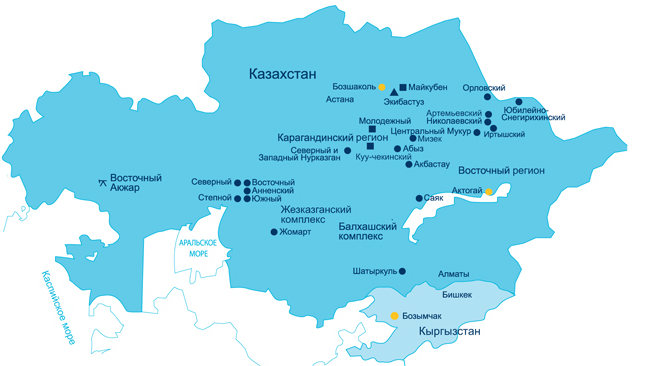 Казахстан
Бозшаколь
Майкубен
Экибастуз
Астана
Орловский
Юбилейно-
Снегирихинский
Артемьевский
Николаевский
Иртышский
Молодежный
Центральный Мукур
Карагандинский регион
Мизек
Северный и
Западный Нурказган
Абыз
Куу-чекинский
Акбастау
Восточный регион
Восточный
Аюкар
Северный
Восточный
Анненский
Степной
Южный
Актогай
Саяк
Жезказганский
комплекс
Балхашский
комплекс
Жомарт
АРАЛЬСКОЕ
МОРЕ
Каспийское море
Шатыркуль
Алматы
Бишкек
Бозымчак
Кыргызстан